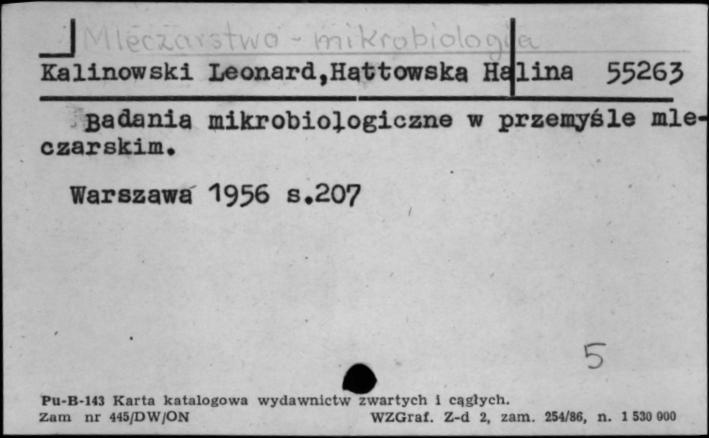 Mleczarstwo - mikrobiologia
Kalinowski Leonard,Hattowska Halina 55263
Badania mikrobiologiczne w przemyśle mle-
czarskim.
Warszawa 1956 s.207
5
Pu-B-143 Karta katalogowa wydawnictw zwartych i ciągłych.
Zam nr 445/DW/ON WZGraf. Z-d 2, zam. 254/86, n. 1 530 000